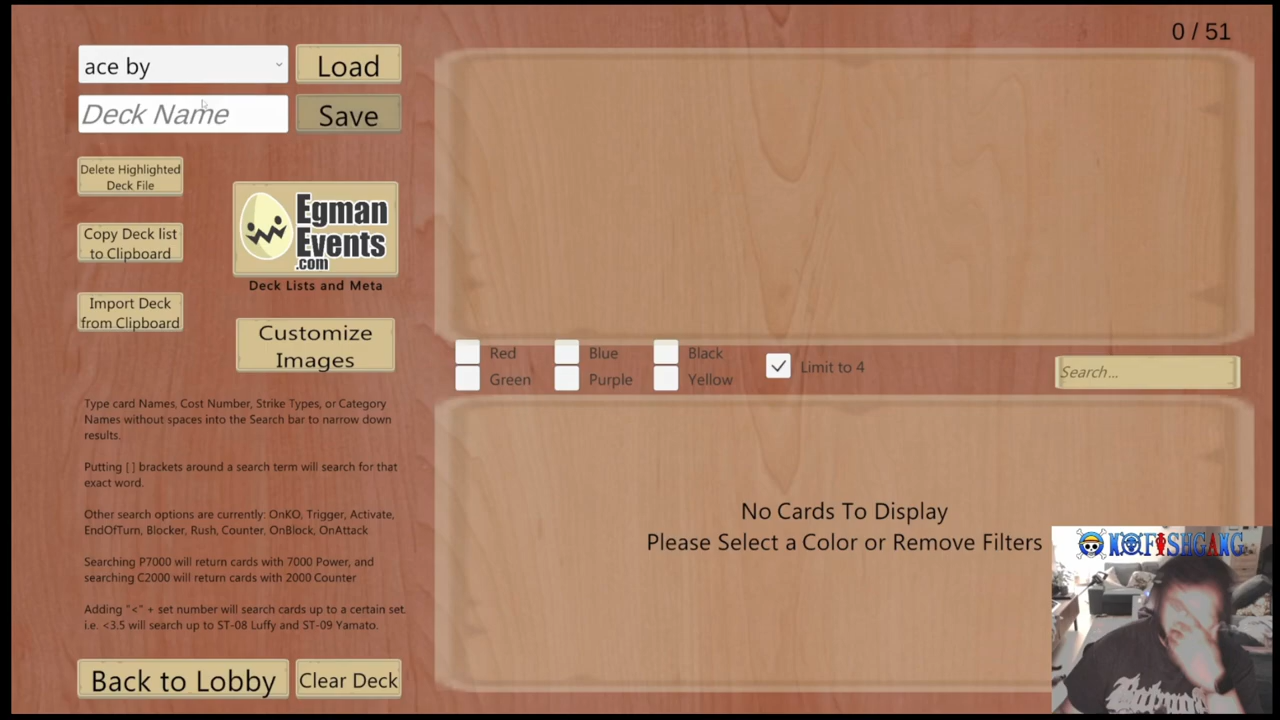 0 / 51
ace by
Load
Deck Name
Save
Delete Highlighted
Deck File
Egman
Events
.com
Copy Deck list
to Clipboard
Deck Lists and Meta
Import Deck
from Clipboard
Customize
Images
Red
Blue
Black
Limit to 4
Search...
Green
Purple
Yellow
Type card Names, Cost Number, Strike Types, or Category
Names without spaces into the Search bar to narrow down
results.
Putting [ ] brackets around a search term will search for that
exact word.
Other search options are currently: OnKO, Trigger, Activate,
EndOfTurn, Blocker, Rush, Counter, OnBlock, OnAttack
Searching P7000 will return cards with 7000 Power, and
searching C2000 will return cards with 2000 Counter
Adding "<" + set number will search cards up to a certain set.
i.e. <3.5 will search up to ST-08 Luffy and ST-09 Yamato.
No Cards To Display
Please Select a Color or Remove Filters
Back to Lobby
Clear Deck